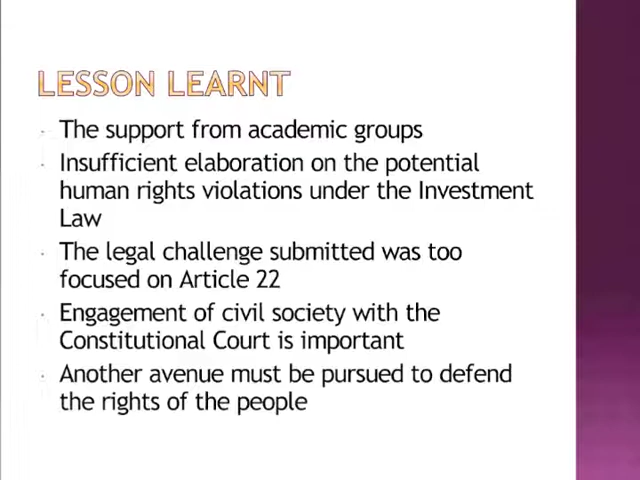 LESSON LEARNT
· The support from academic groups
· Insufficient elaboration on the potential
human rights violations under the Investment
Law
· The legal challenge submitted was too
focused on Article 22
· Engagement of civil society with the
Constitutional Court is important
· Another avenue must be pursued to defend
the rights of the people